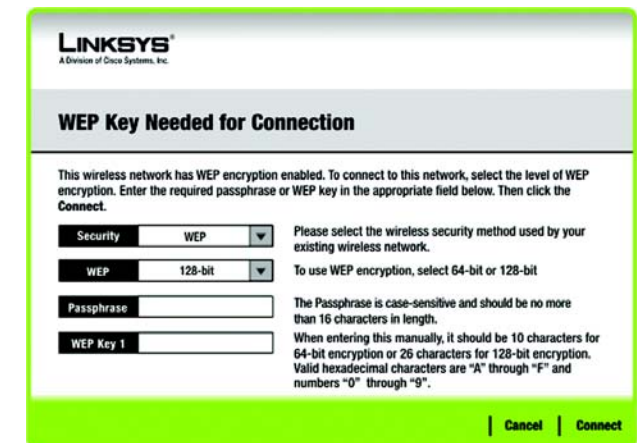 LINKSYS®
A Division of Cisco Systems, Inc.
WEP Key Needed for Connection
This wireless network has WEP encryption enabled. To connect to this network, select the level of WEP
encryption. Enter the required passphrase or WEP key in the appropriate field below. Then click the
Connect.
Security WEP
Please select the wireless security method used by your
existing wireless network.
WEP 128-bit
To use WEP encryption, select 64-bit or 128-bit
Passphrase
The Passphrase is case-sensitive and should be no more
than 16 characters in length.
WEP Key 1
When entering this manually, it should be 10 characters for
64-bit encryption or 26 characters for 128-bit encryption.
Valid hexadecimal characters are "A" through "F" and
numbers "0" through "9".
Cancel Connect